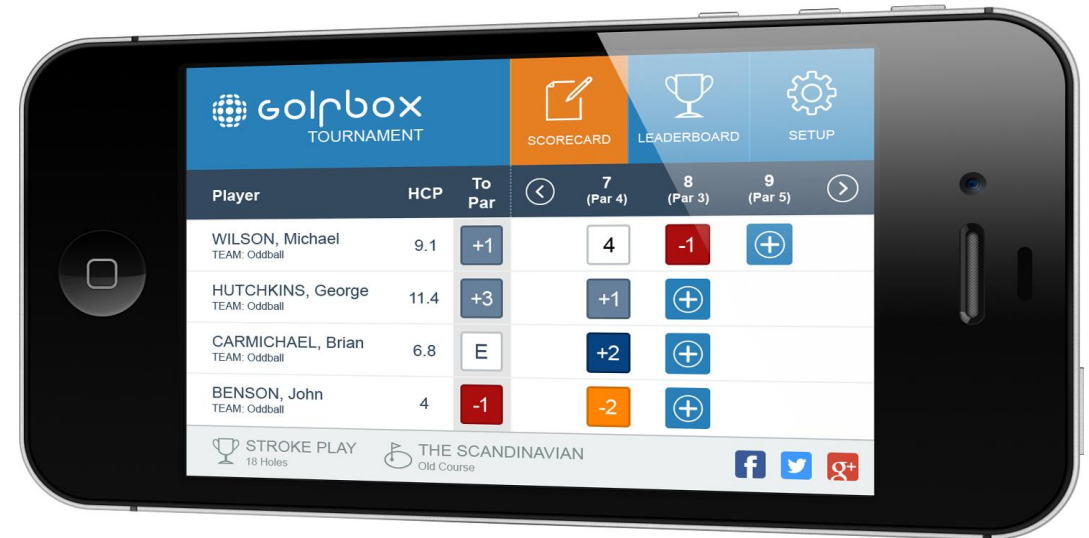 GolfBox
TOURNAMENT
SCORECARD
LEADERBOARD
SETUP
Player HCP To Par 7 (Par 4) 8 (Par 3) 9 (Par 5)
WILSON, Michael 9.1 +1 4 -1
TEAM: Oddball
HUTCHKINS, George 11.4 +3 +1
TEAM: Oddball
CARMICHAEL, Brian 6.8 E +2
TEAM: Oddball
BENSON, John 4 -1 -2
TEAM: Oddball
STROKE PLAY
18 Holes
THE SCANDINAVIAN
Old Course
f
g+